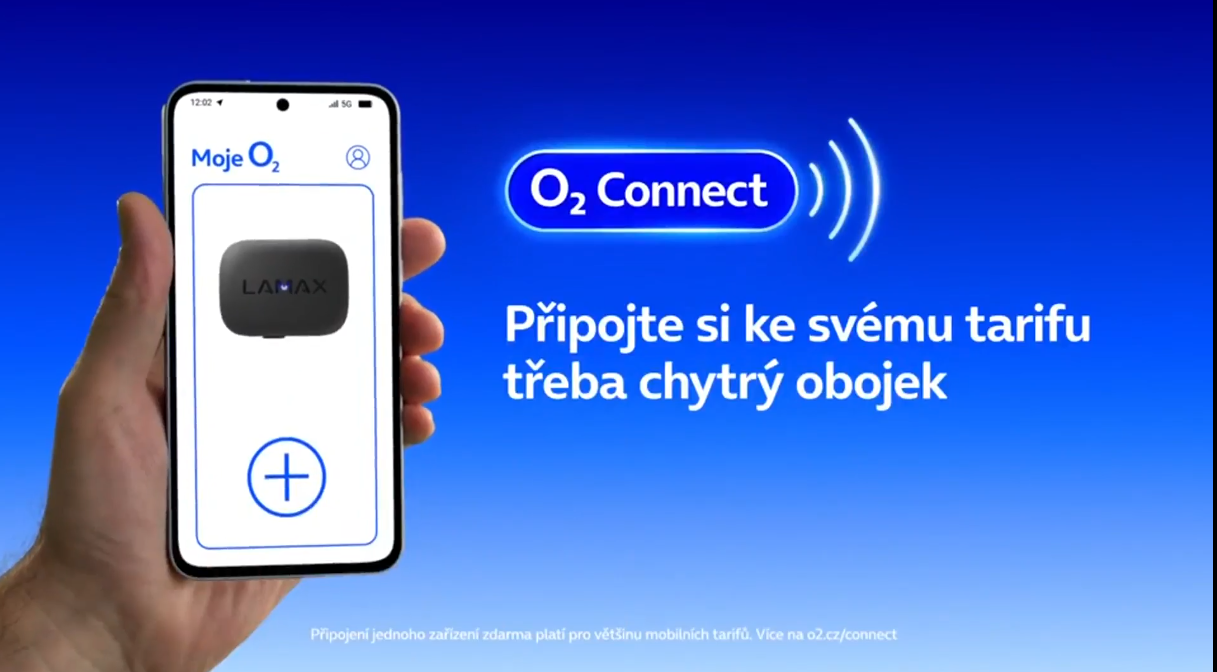 12:02
5G
Moje O₂
LAMAX
O₂ Connect
Připojte si ke svému tarifu
třeba chytrý obojek
Připojení jednoho zařízení zdarma platí pro většinu mobilních tarifů. Více na o2.cz/connect